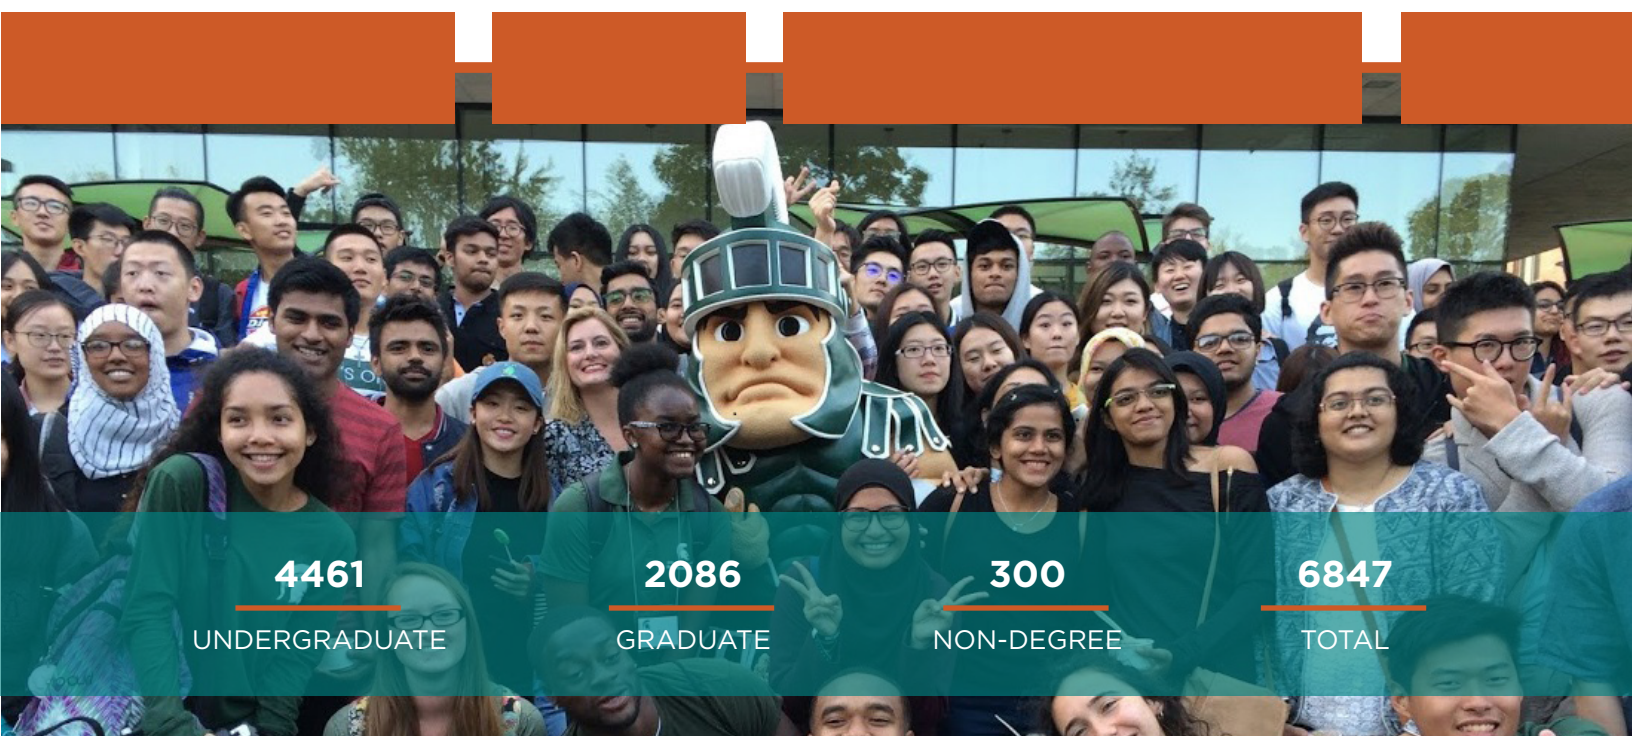 4461
2086
300
6847
UNDERGRADUATE
GRADUATE
NON-DEGREE
TOTAL